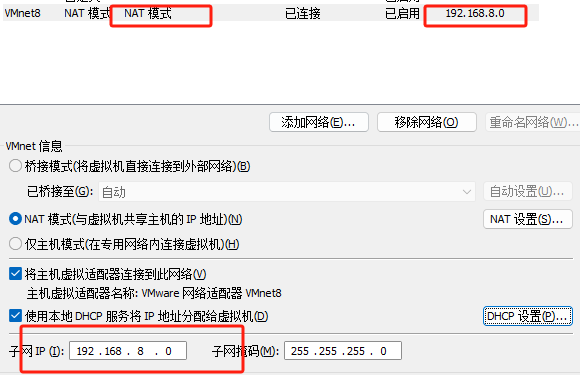 VMnet8 NAT 模式 NAT 模式 已连接 已启用 192.168.8.0
添加网络(E)... 移除网络(O) 重命名网络(W)...
VMnet 信息
桥接模式(将虚拟机直接连接到外部网络)(B)
已桥接至(G): 自动 自动设置(U)...
NAT 模式(与虚拟机共享主机的 IP 地址)(N) NAT 设置(S)...
仅主机模式(在专用网络内连接虚拟机)(H)
将主机虚拟适配器连接到此网络(V)
主机虚拟适配器名称: VMware 网络适配器 VMnet8
使用本地 DHCP 服务将 IP 地址分配给虚拟机(D) DHCP 设置(P)...
子网 IP (I): 192 . 168 . 8 . 0 子网掩码(M): 255 . 255 . 255 . 0